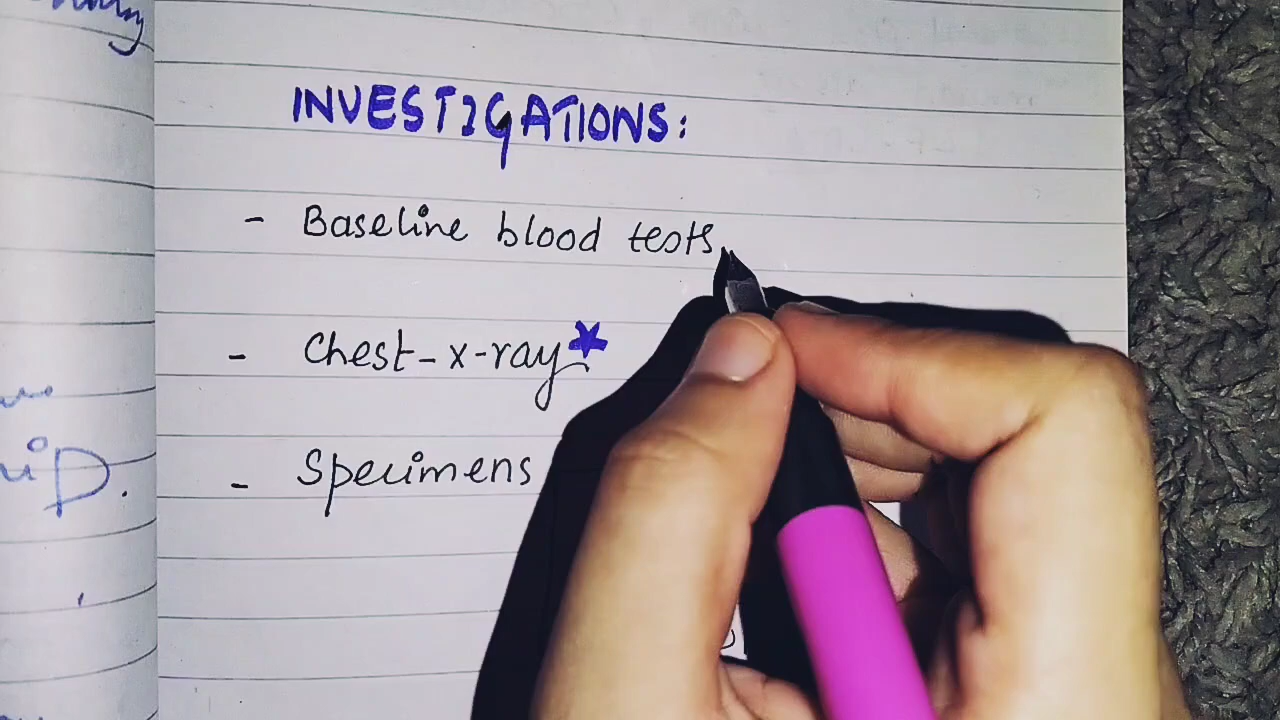 INVESTIGATIONS:
- Baseline blood tests
- Chest-x-ray
- Specimens